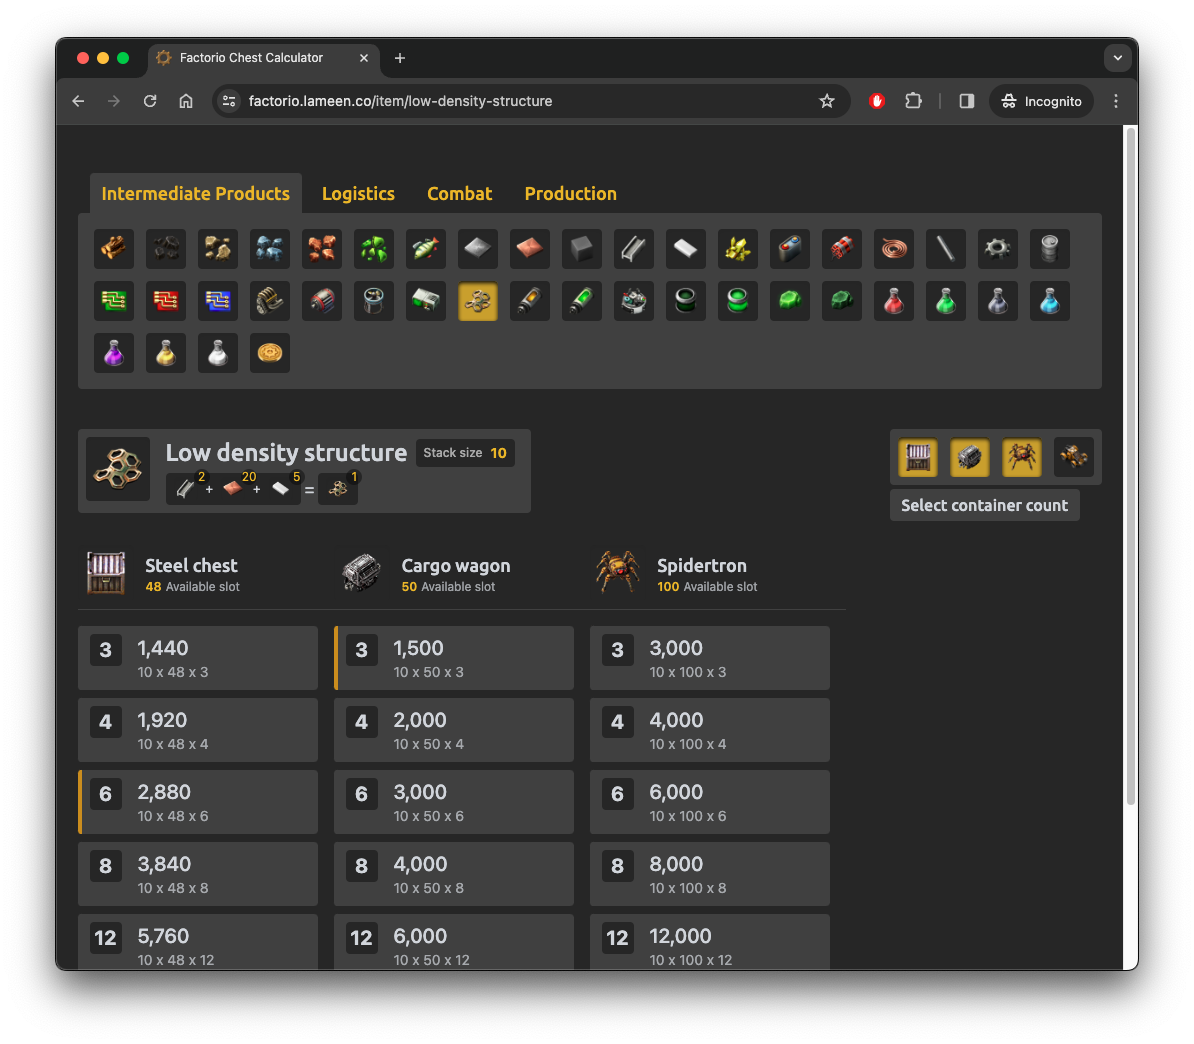 Factorio Chest Calculator
factorio.lameen.co/item/low-density-structure
Incognito
Intermediate Products Logistics Combat Production
Low density structure Stack size 10
2 + 20 + 5 = 1
Select container count
Steel chest
48 Available slot
Cargo wagon
50 Available slot
Spidertron
100 Available slot
3 1,440
10 x 48 x 3
3 1,500
10 x 50 x 3
3 3,000
10 x 100 x 3
4 1,920
10 x 48 x 4
4 2,000
10 x 50 x 4
4 4,000
10 x 100 x 4
6 2,880
10 x 48 x 6
6 3,000
10 x 50 x 6
6 6,000
10 x 100 x 6
8 3,840
10 x 48 x 8
8 4,000
10 x 50 x 8
8 8,000
10 x 100 x 8
12 5,760
10 x 48 x 12
12 6,000
10 x 50 x 12
12 12,000
10 x 100 x 12